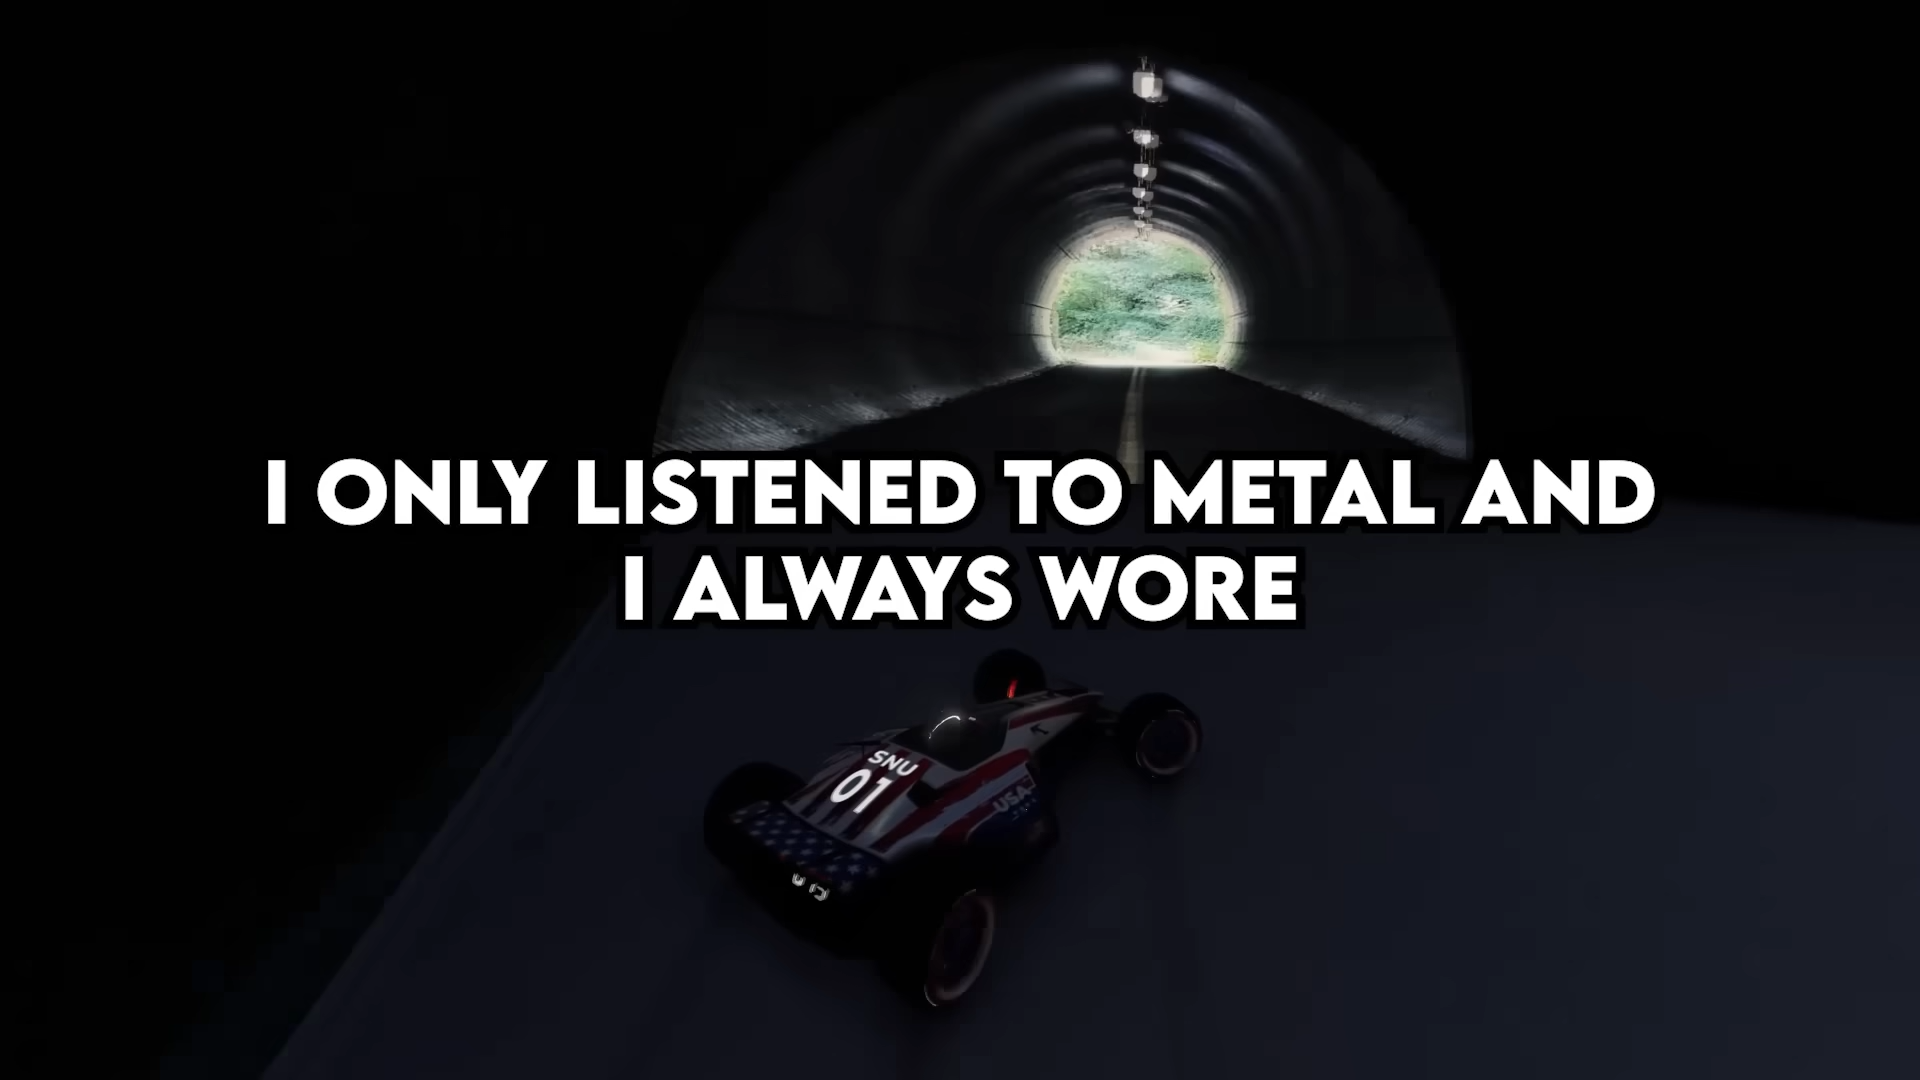 I ONLY LISTENED TO METAL AND
I ALWAYS WORE
SNU
01
USA